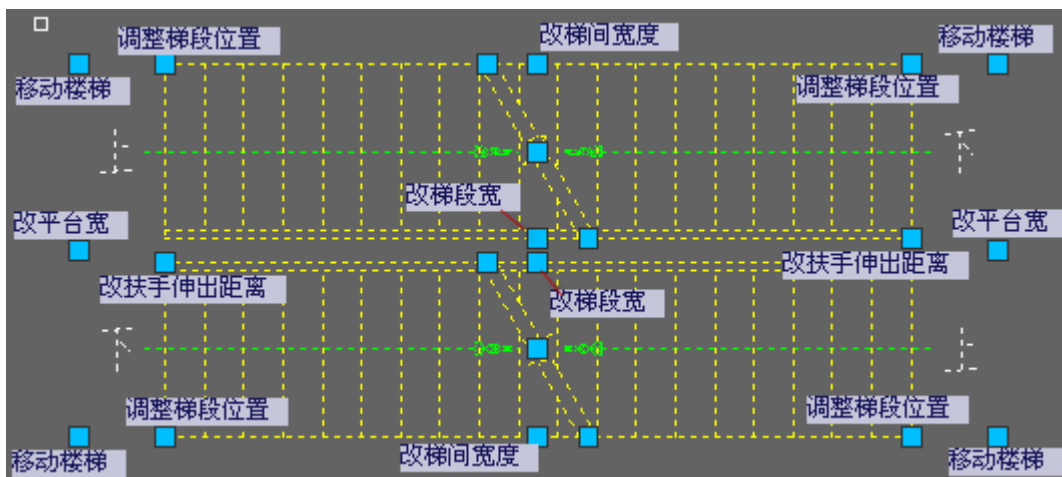 调整梯段位置
改梯间宽度
移动楼梯
移动楼梯
调整梯段位置
上
下
改梯段宽
改平台宽
改平台宽
改扶手伸出距离
改扶手伸出距离
改梯段宽
下
上
调整梯段位置
调整梯段位置
移动楼梯
改梯间宽度
移动楼梯